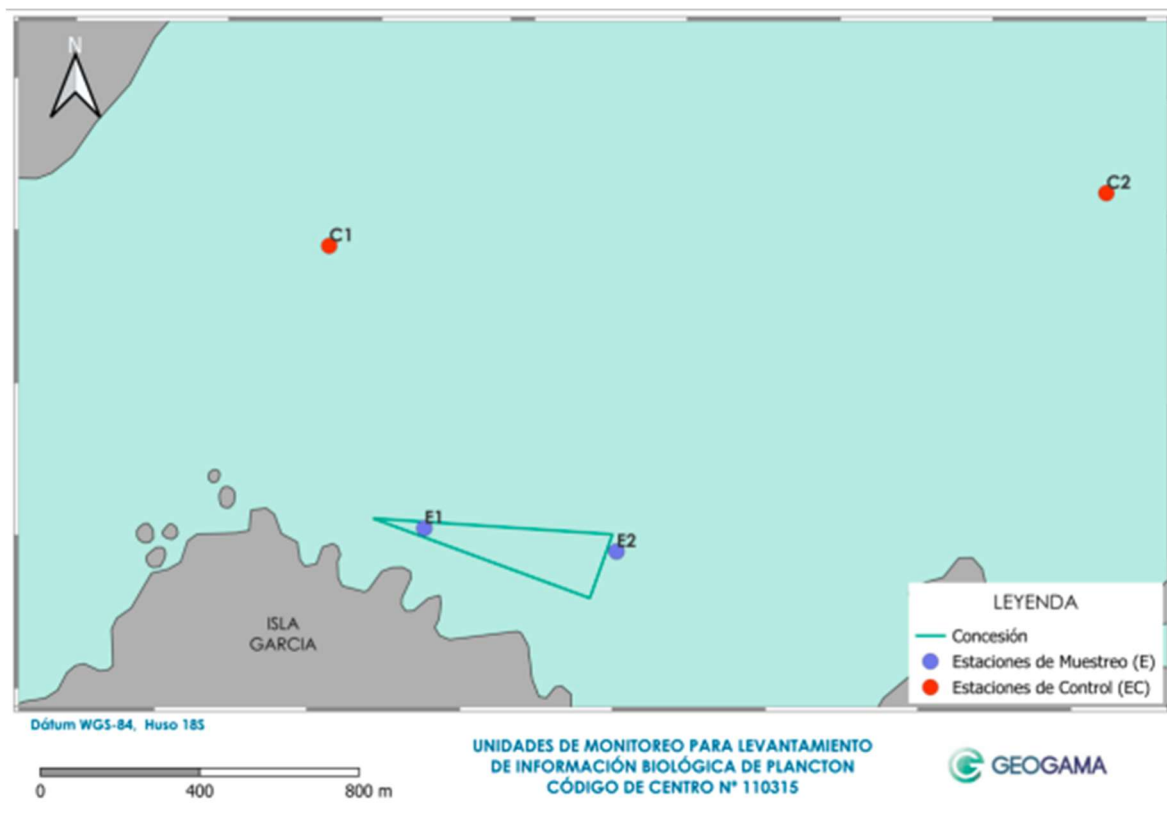 N
C1
C2
E1
E2
ISLA
GARCIA
LEYENDA
Concesión
Estaciones de Muestreo (E)
Estaciones de Control (EC)
Dátum WGS-84, Huso 18S
0 400 800 m
UNIDADES DE MONITOREO PARA LEVANTAMIENTO
DE INFORMACIÓN BIOLÓGICA DE PLANCTON
CÓDIGO DE CENTRO N° 110315
GEOGAMA